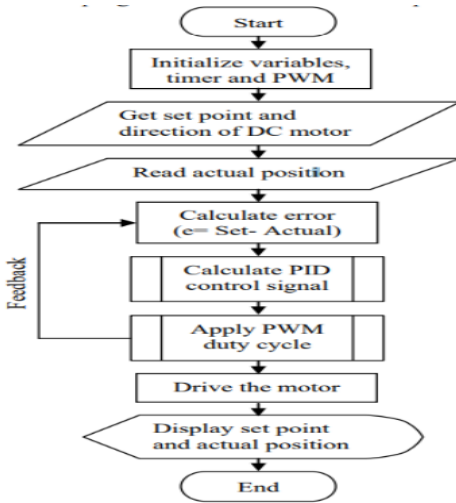 Start
Initialize variables,
timer and PWM
Get set point and
direction of DC motor
Read actual position
Calculate error
(e= Set- Actual)
Feedback
Calculate PID
control signal
Apply PWM
duty cycle
Drive the motor
Display set point
and actual position
End